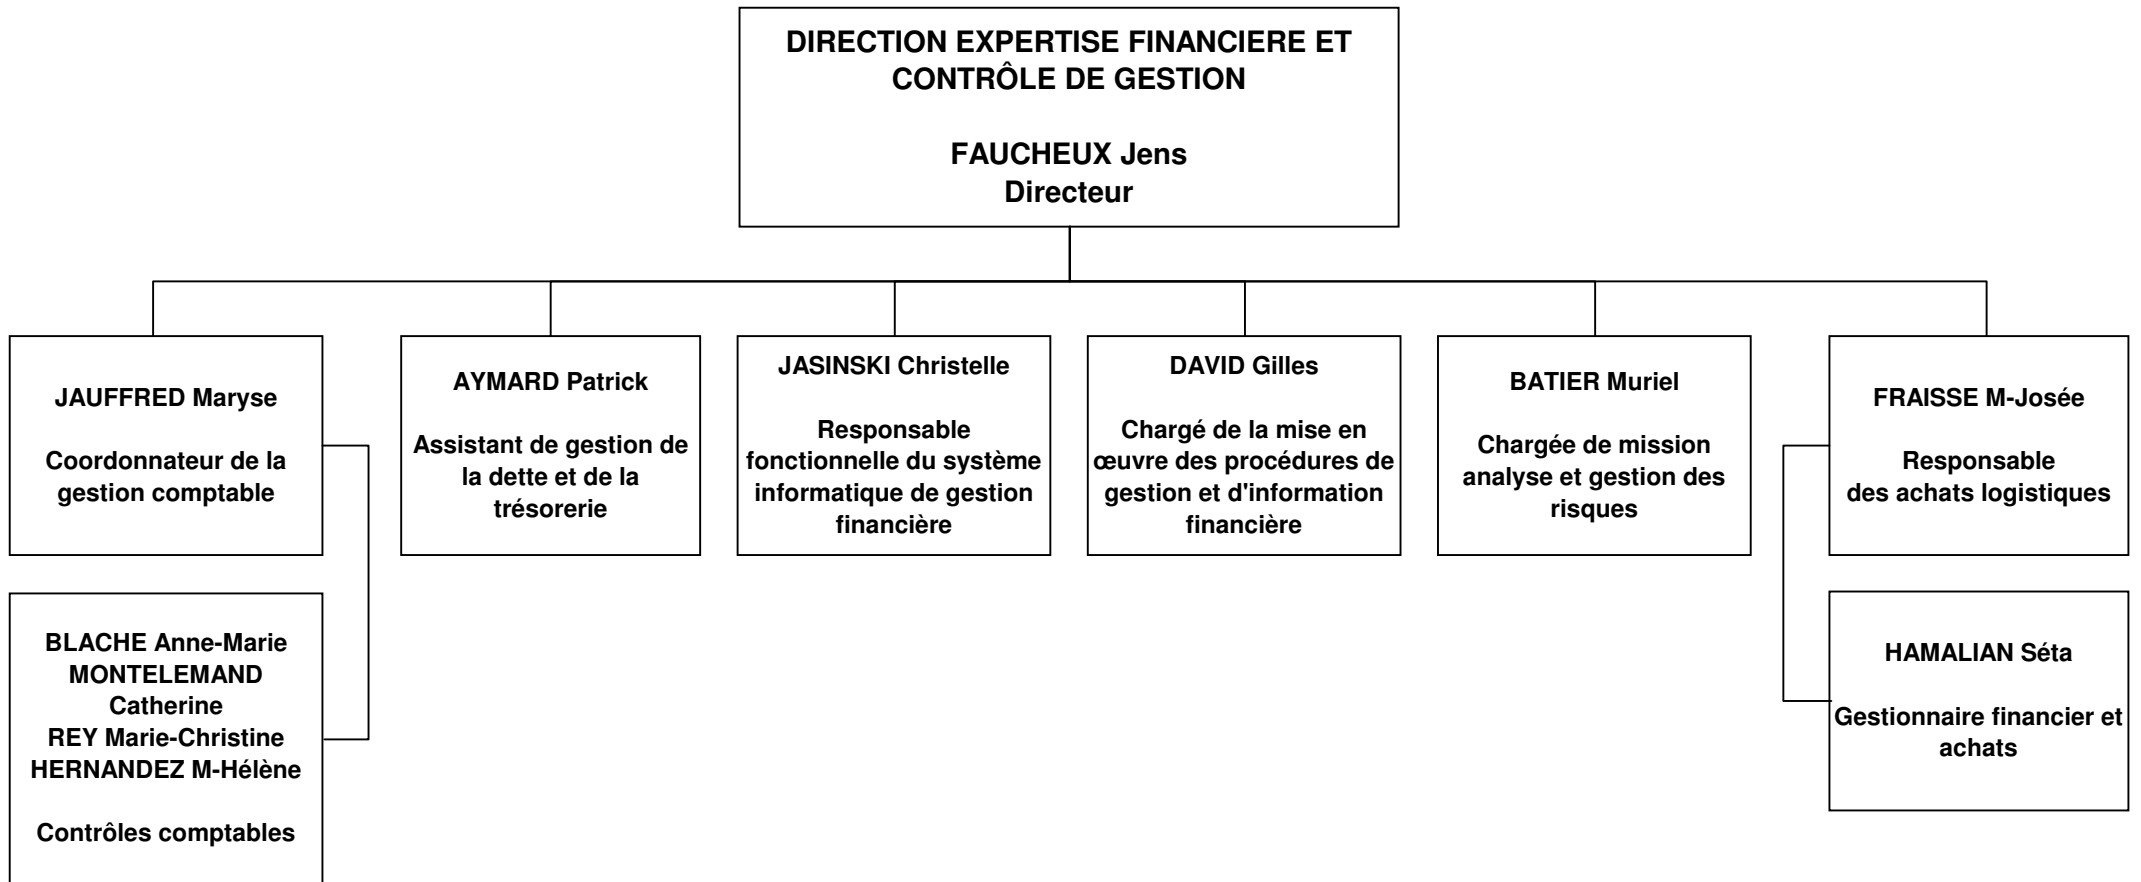 DIRECTION EXPERTISE FINANCIERE ET
CONTRÔLE DE GESTION
FAUCHEUX Jens
Directeur
JAUFFRED Maryse
Coordonnateur de la
gestion comptable
AYMARD Patrick
Assistant de gestion de
la dette et de la
trésorerie
JASINSKI Christelle
Responsable
fonctionnelle du système
informatique de gestion
financière
DAVID Gilles
Chargé de la mise en
œuvre des procédures de
gestion et d'information
financière
BATIER Muriel
Chargée de mission
analyse et gestion des
risques
FRAISSE M-Josée
Responsable
des achats logistiques
BLACHE Anne-Marie
MONTELEMAND
Catherine
REY Marie-Christine
HERNANDEZ M-Hélène
Contrôles comptables
HAMALIAN Séta
Gestionnaire financier et
achats